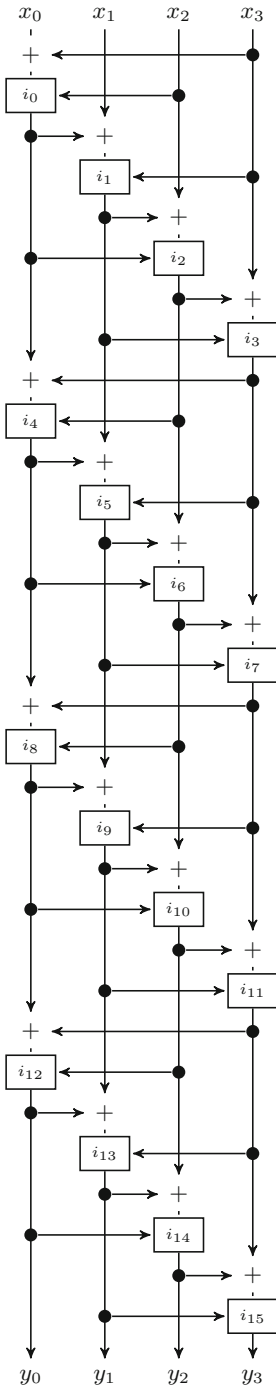 x₀ x₁ x₂ x₃
+
i₀
+
i₁
+
i₂
+
i₃
+
i₄
+
i₅
+
i₆
+
i₇
+
i₈
+
i₉
+
i₁₀
+
i₁₁
+
i₁₂
+
i₁₃
+
i₁₄
+
i₁₅
y₀ y₁ y₂ y₃